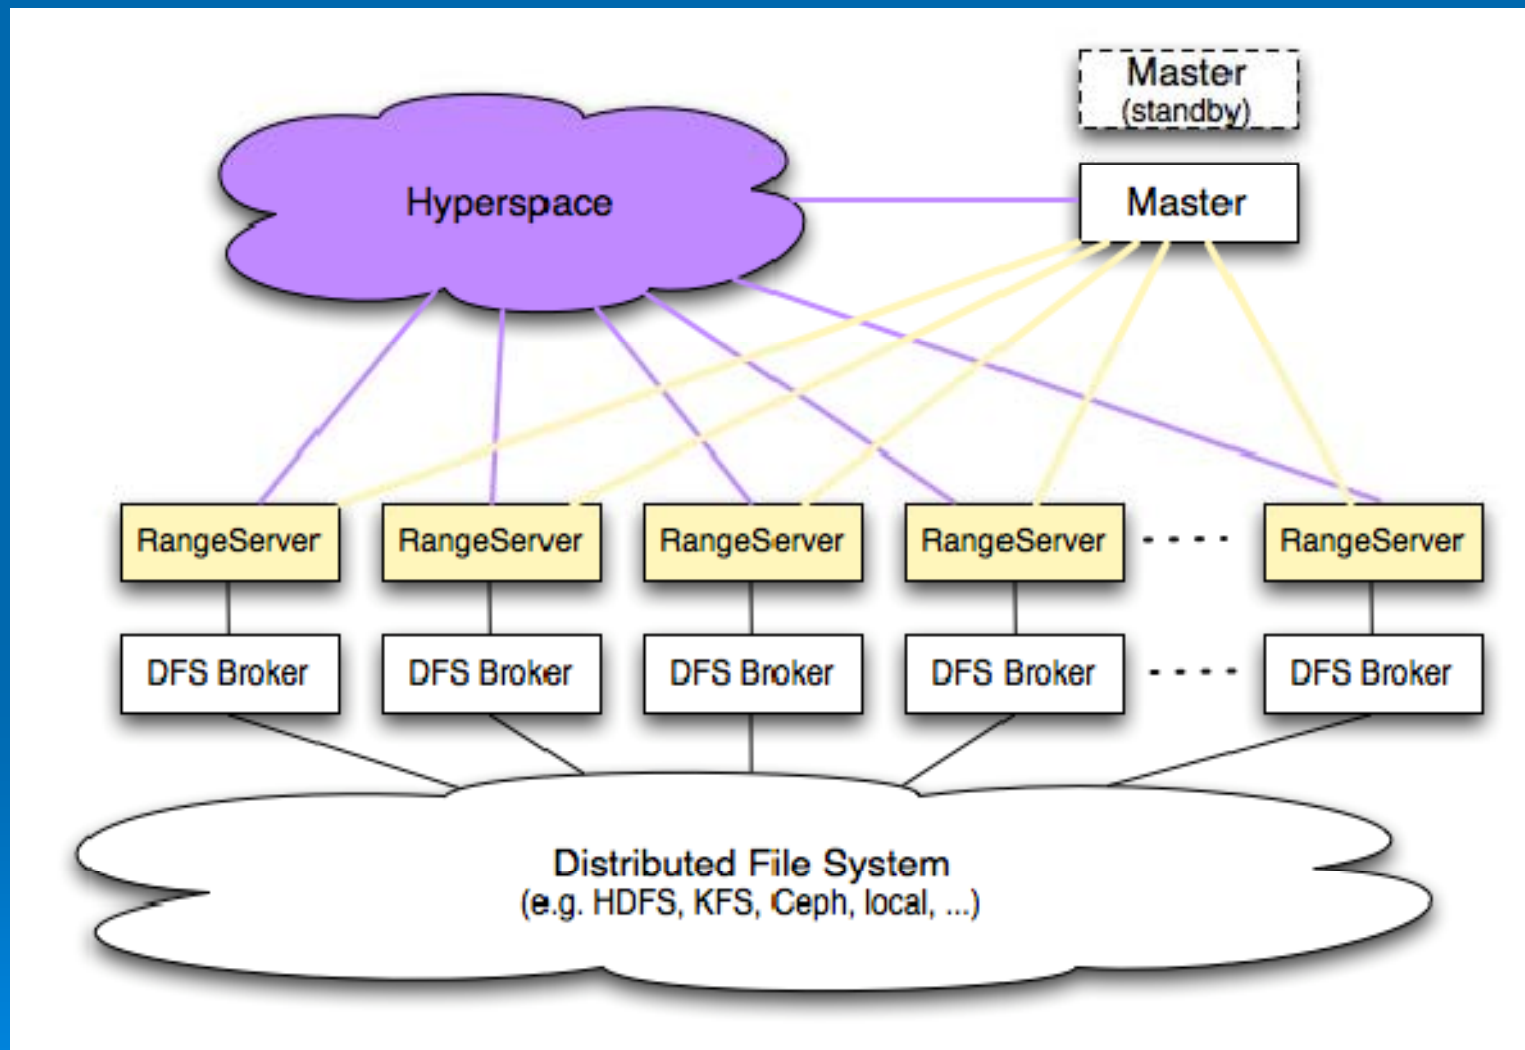 Master
(standby)
Hyperspace
Master
RangeServer
RangeServer
RangeServer
RangeServer
RangeServer
DFS Broker
DFS Broker
DFS Broker
DFS Broker
DFS Broker
Distributed File System
(e.g. HDFS, KFS, Ceph, local, ...)